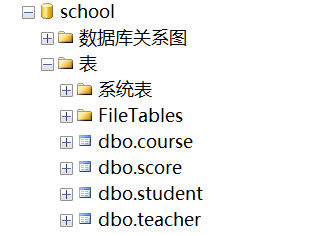 school
数据库关系图
表
系统表
FileTables
dbo.course
dbo.score
dbo.student
dbo.teacher